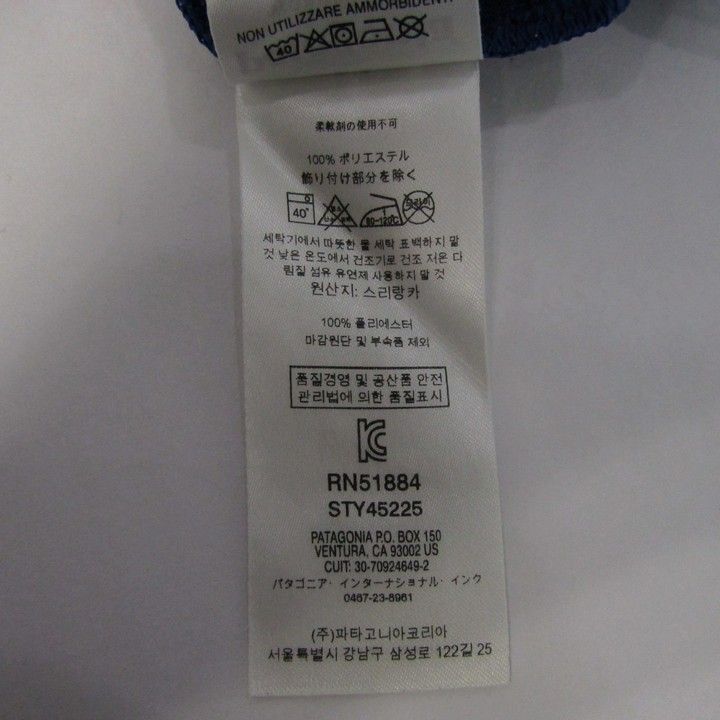 NON UTILIZZARE AMMORBIDENTI
40
柔軟剤の使用不可
100% ポリエステル
飾り付け部分を除く
40°
80-120℃
세탁기에서 따뜻한 물 세탁 표백하지 말
것 낮은 온도에서 건조기로 건조 저온 다
림질 섬유 유연제 사용하지 말 것
원산지: 스리랑카
100% 폴리에스터
마감원단 및 부속품 제외
품질경영 및 공산품 안전
관리법에 의한 품질표시
RN51884
STY45225
PATAGONIA P.O. BOX 150
VENTURA, CA 93002 US
CUIT: 30-70924649-2
パタゴニア・インターナショナル・インク
0467-23-8961
(주)파타고니아코리아
서울특별시 강남구 삼성로 122길 25